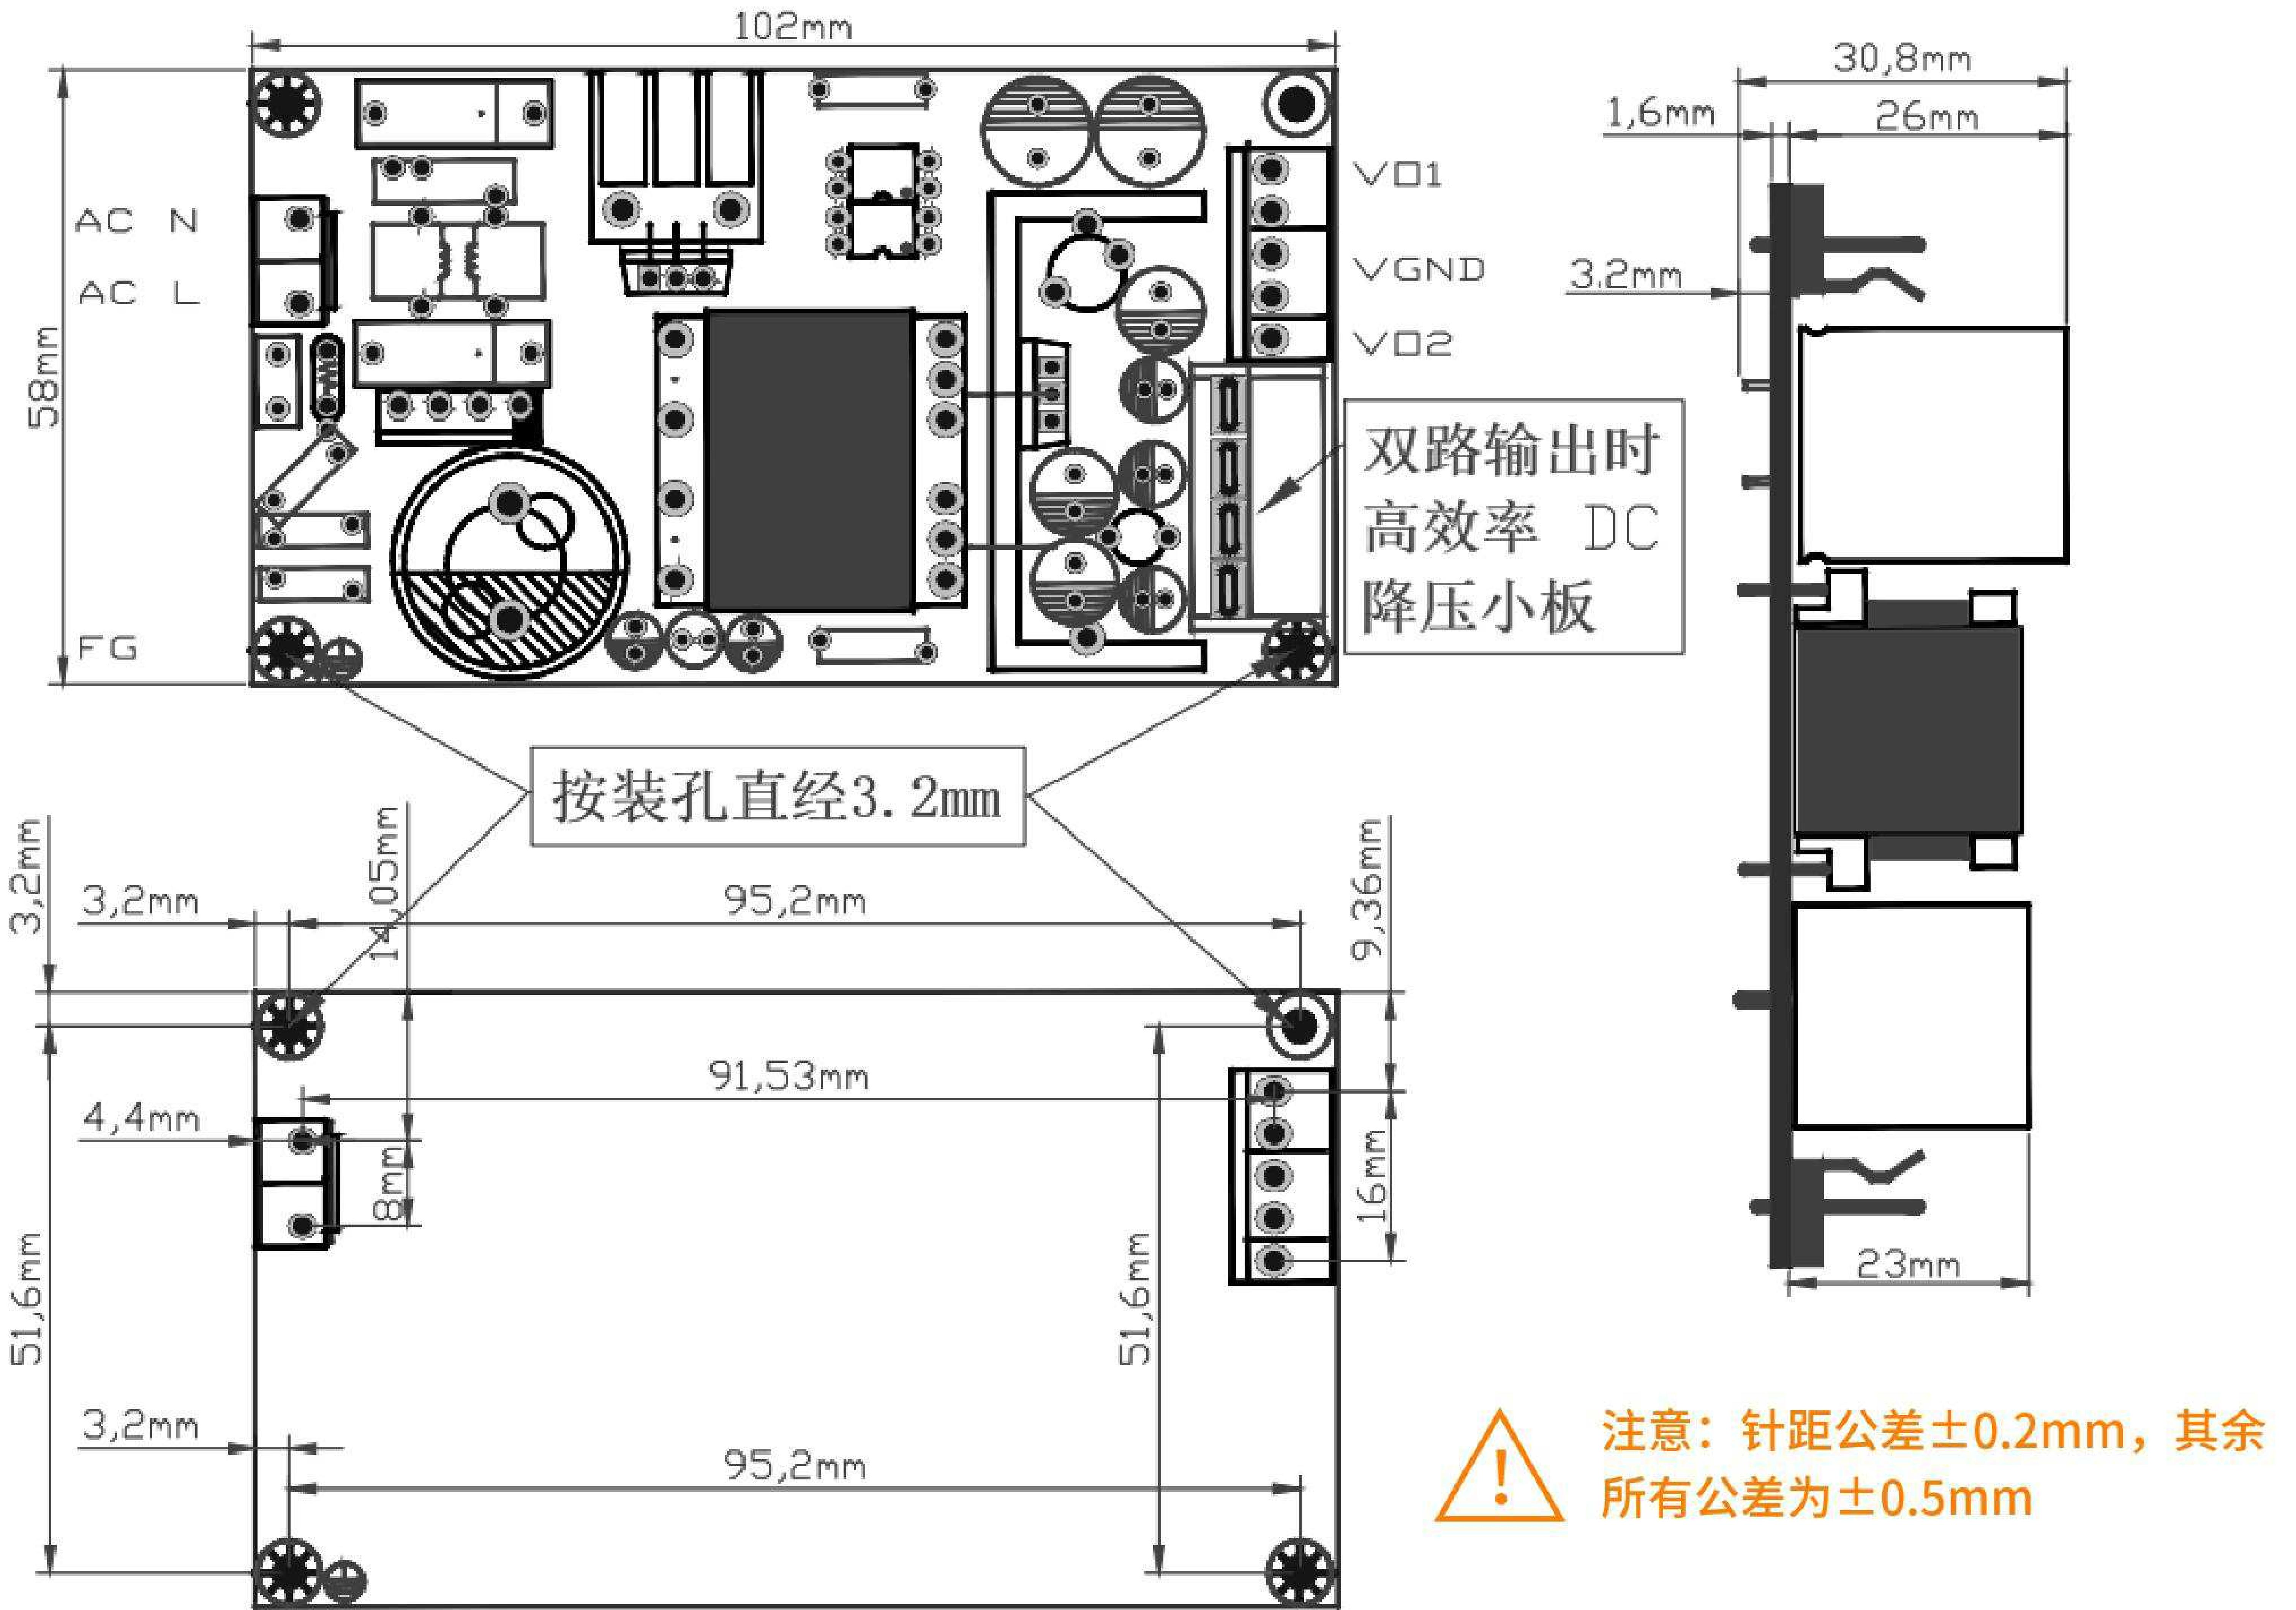 102mm
30,8mm
1,6mm
26mm
AC N
AC L
VO1
VGND
VO2
3.2mm
58mm
双路输出时
高效率 DC
降压小板
FG
按装孔直经3.2mm
3,2mm
3,2mm
14,05mm
95,2mm
9,36mm
91,53mm
4,4mm
8mm
16mm
51,6mm
51,6mm
23mm
3,2mm
95,2mm
注意：针距公差±0.2mm，其余
所有公差为±0.5mm